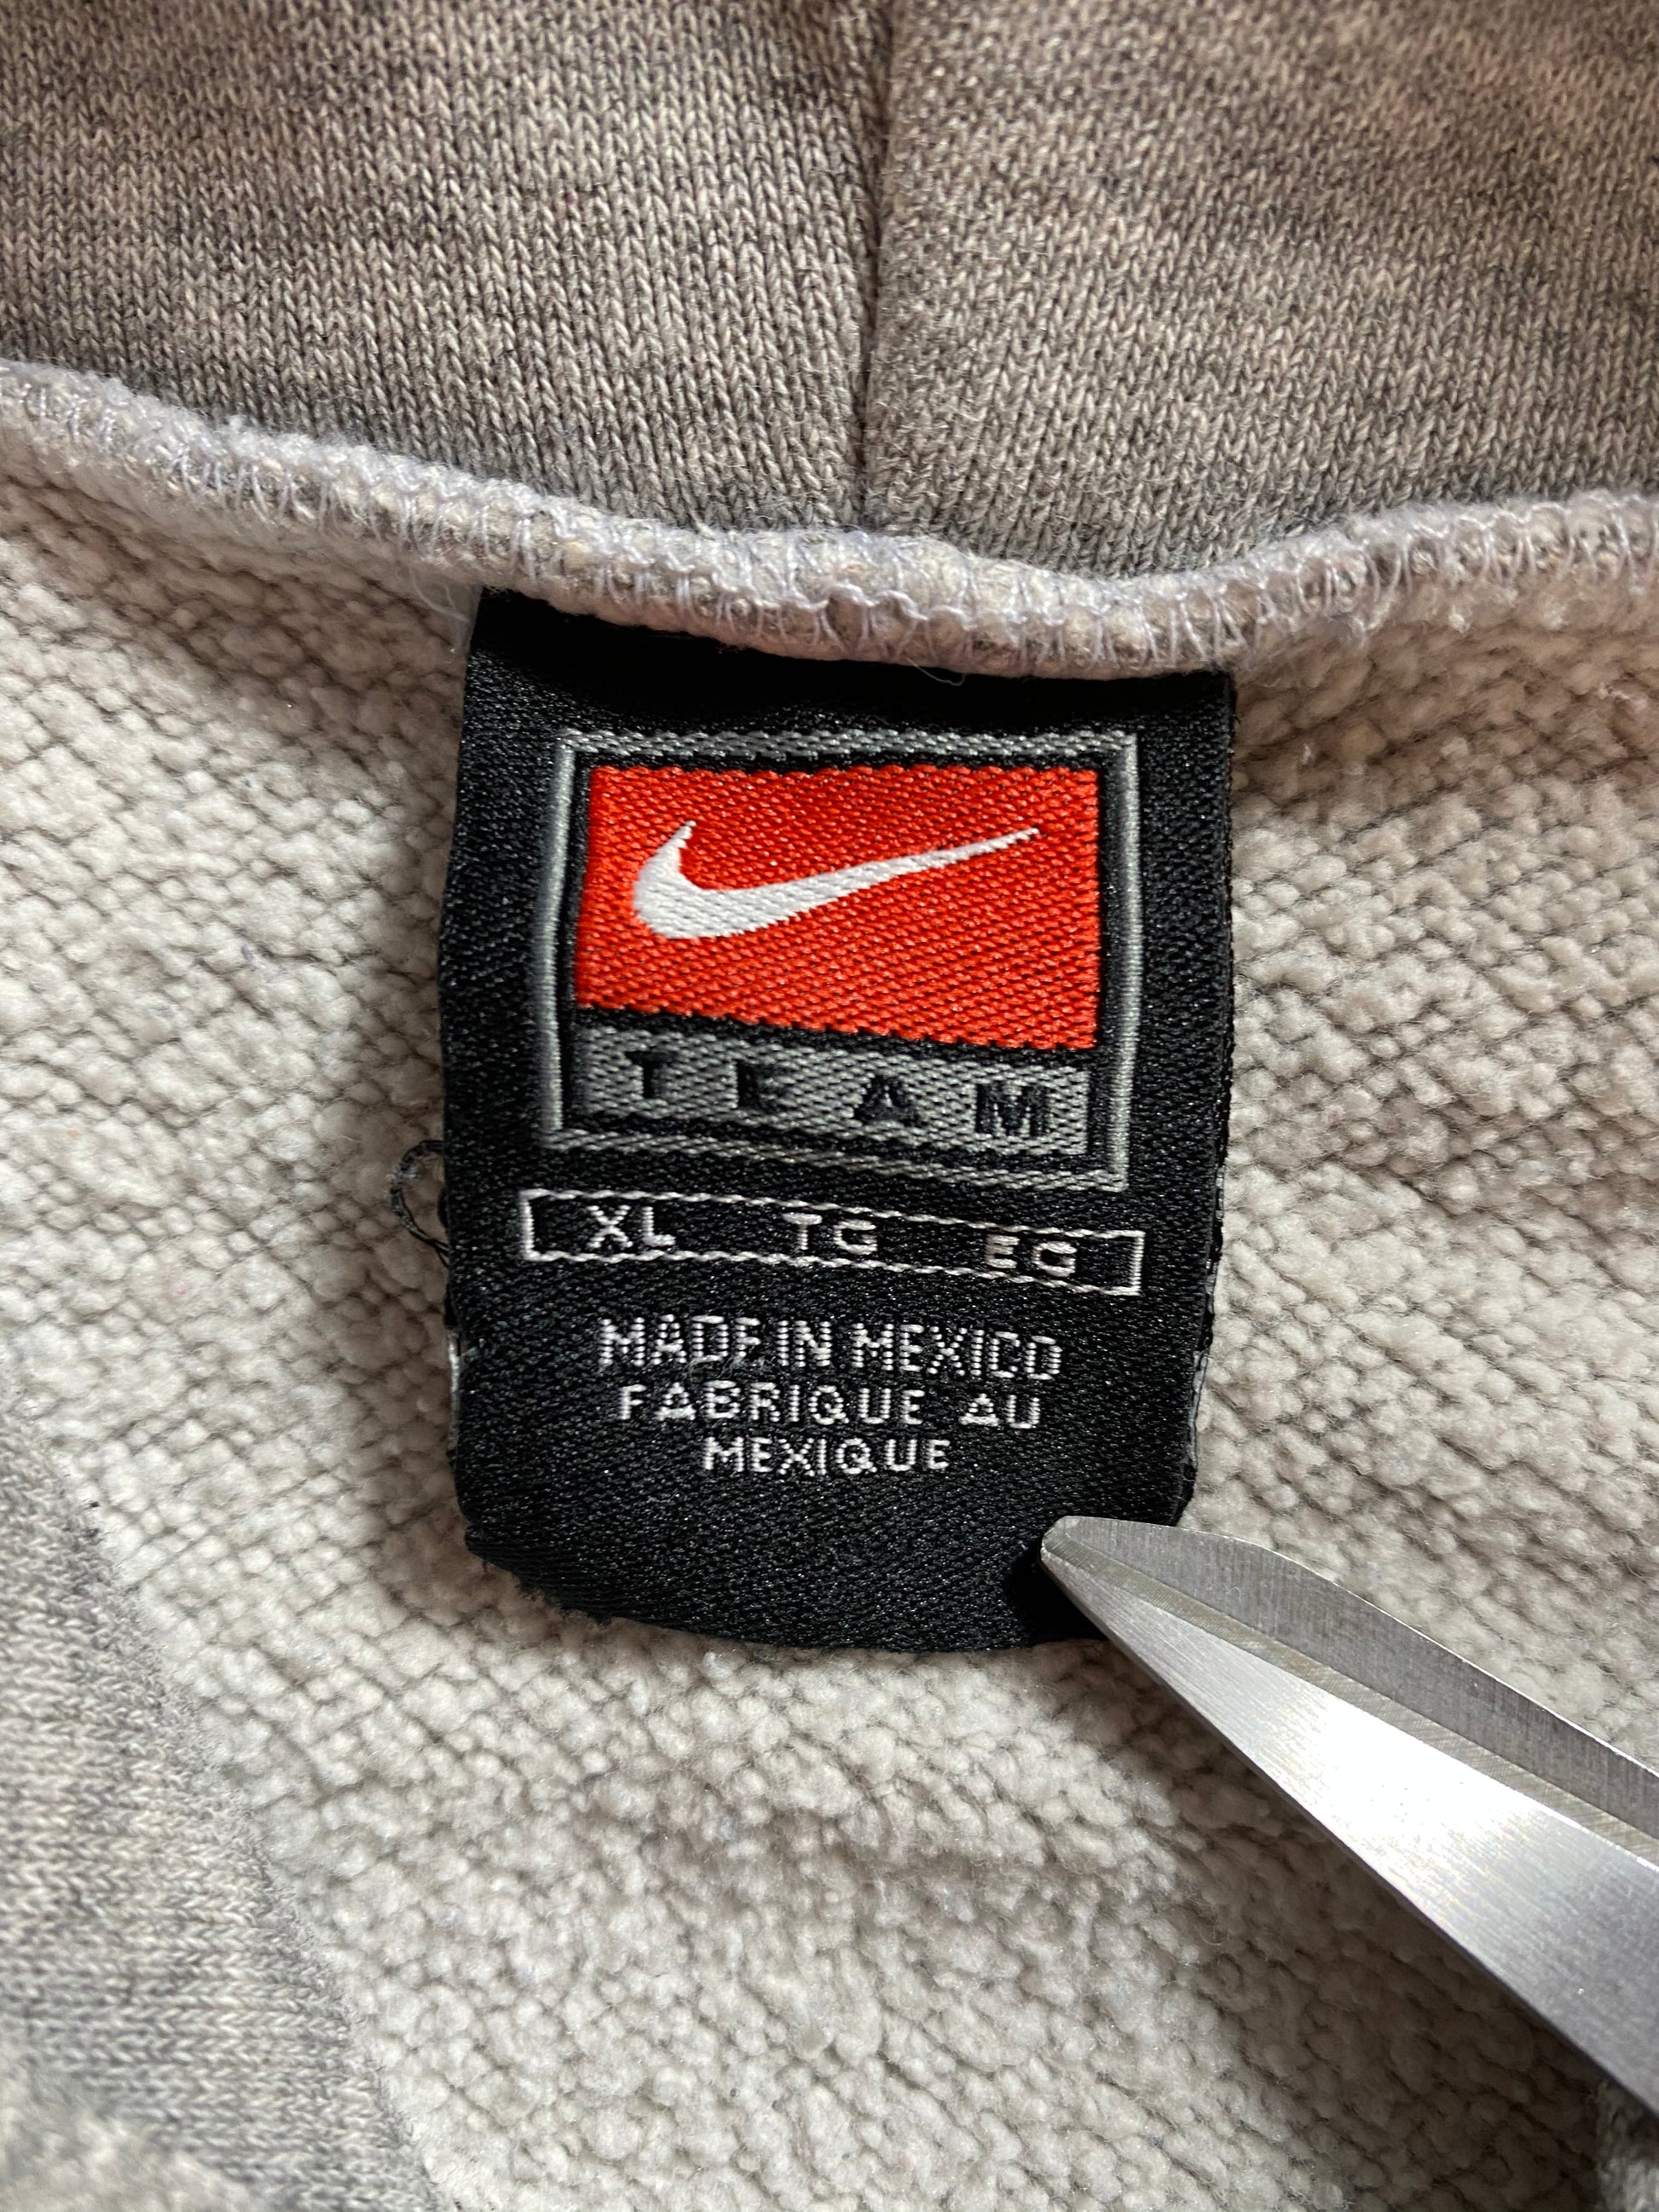 TEAM
XL TG EG
MADE IN MEXICO
FABRIQUE AU
MEXIQUE